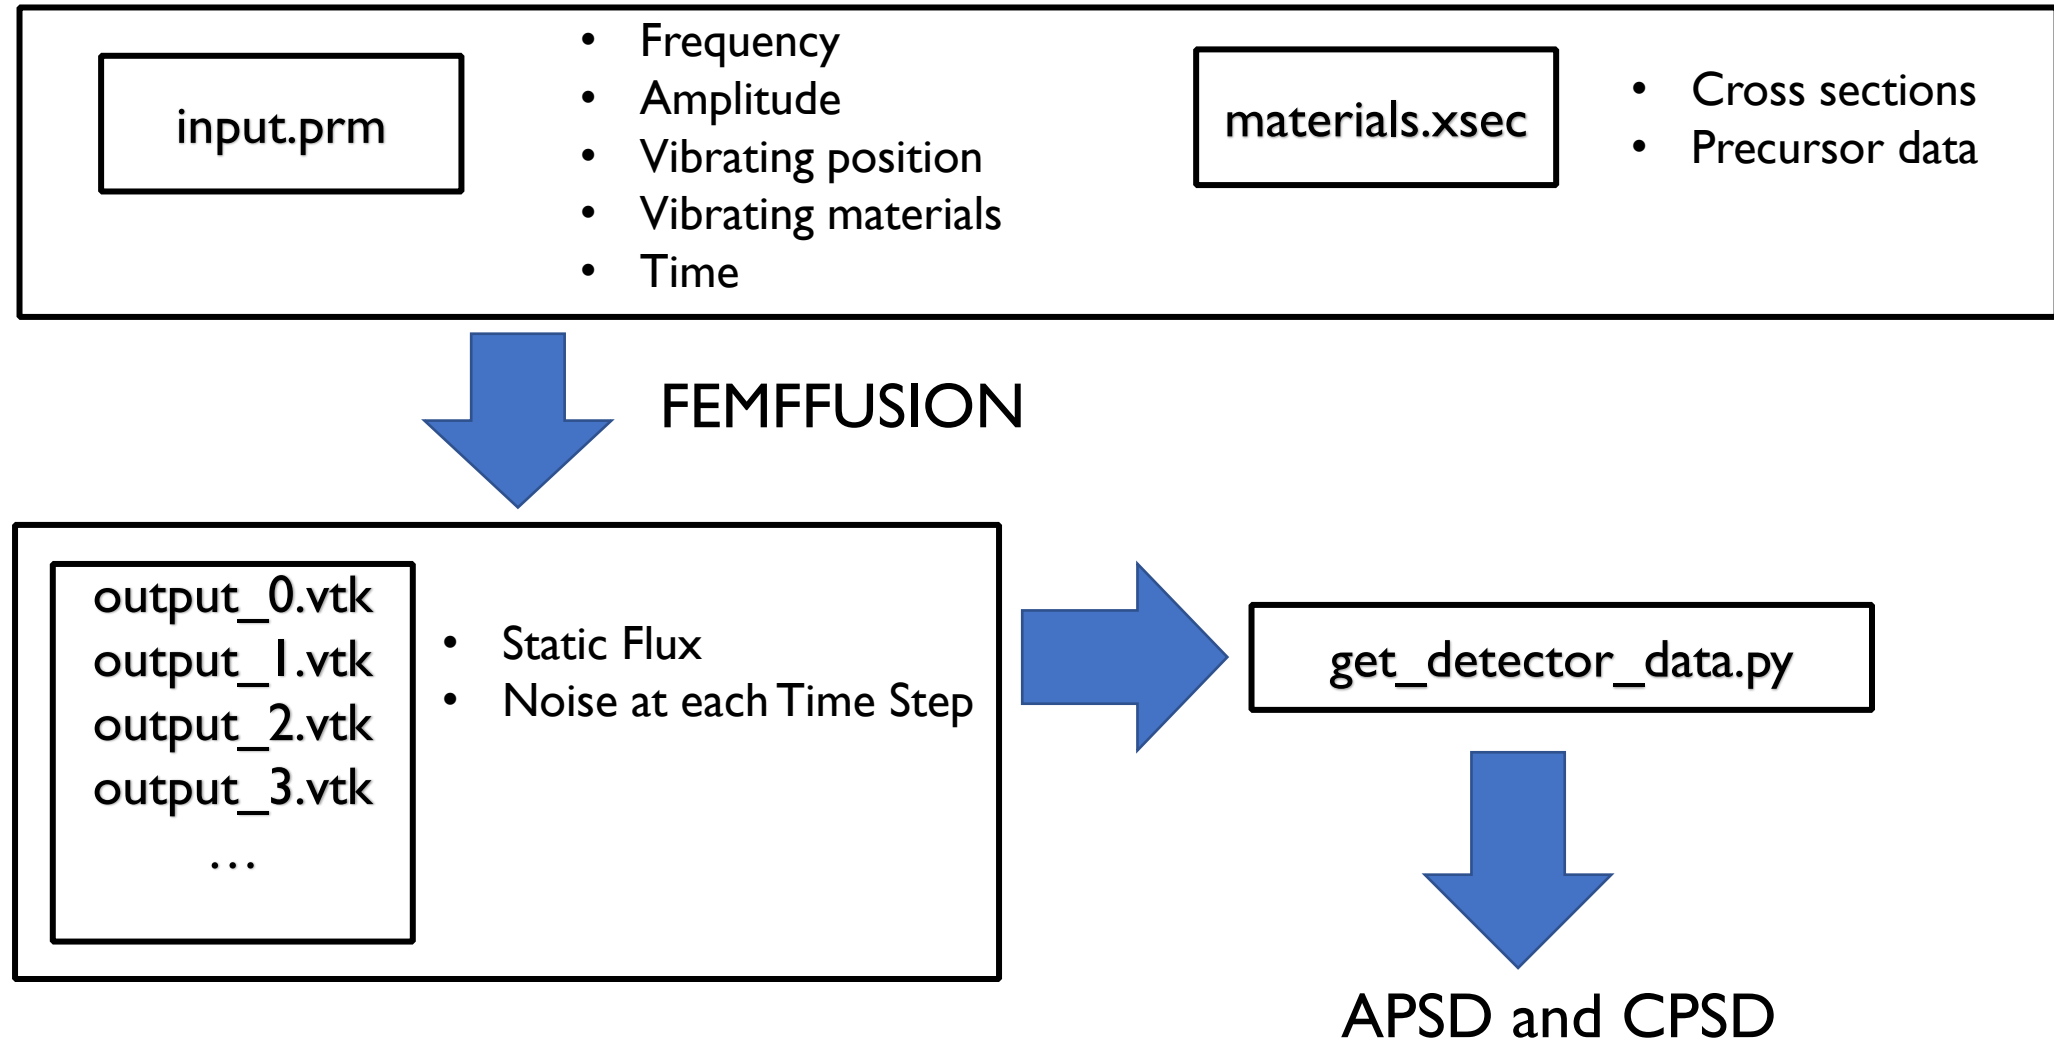 input.prm
• Frequency
• Amplitude
• Vibrating position
• Vibrating materials
• Time
materials.xsec
• Cross sections
• Precursor data
FEMFFUSION
output_0.vtk
output_1.vtk
output_2.vtk
output_3.vtk
...
• Static Flux
• Noise at each Time Step
get_detector_data.py
APSD and CPSD